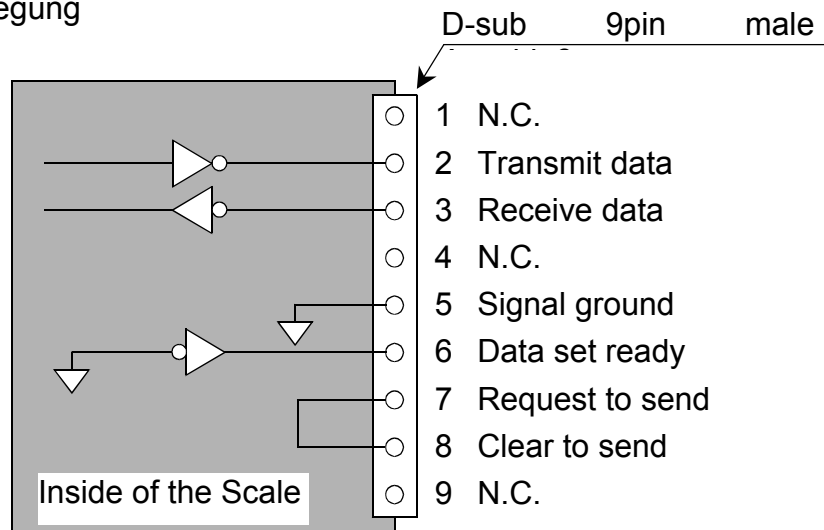 egung
D-sub 9pin male
1 N.C.
2 Transmit data
3 Receive data
4 N.C.
5 Signal ground
6 Data set ready
7 Request to send
8 Clear to send
9 N.C.
Inside of the Scale